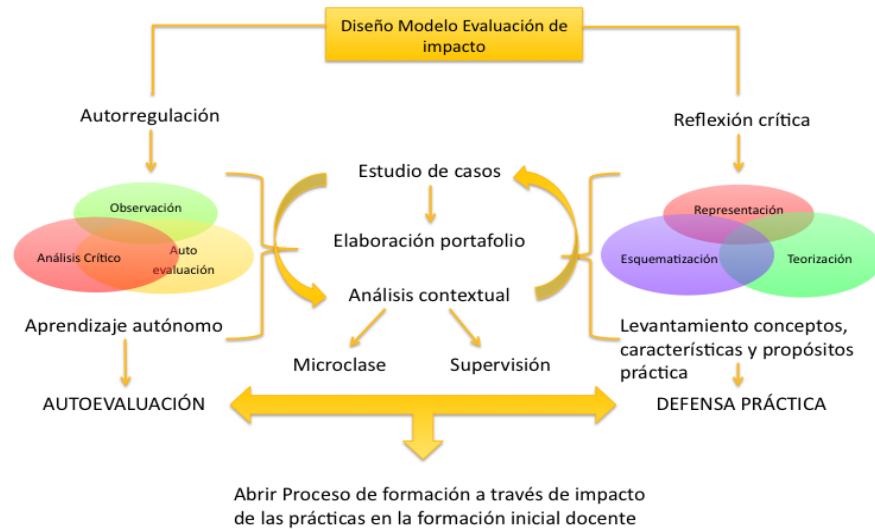 Diseño Modelo Evaluación de
impacto
Autorregulación
Reflexión crítica
Estudio de casos
Observación
Representación
Elaboración portafolio
Análisis Crítico
Auto
evaluación
Esquematización
Teorización
Análisis contextual
Aprendizaje autónomo
Levantamiento conceptos,
características y propósitos
práctica
Microclase
Supervisión
AUTOEVALUACIÓN
DEFENSA PRÁCTICA
Abrir Proceso de formación a través de impacto
de las prácticas en la formación inicial docente